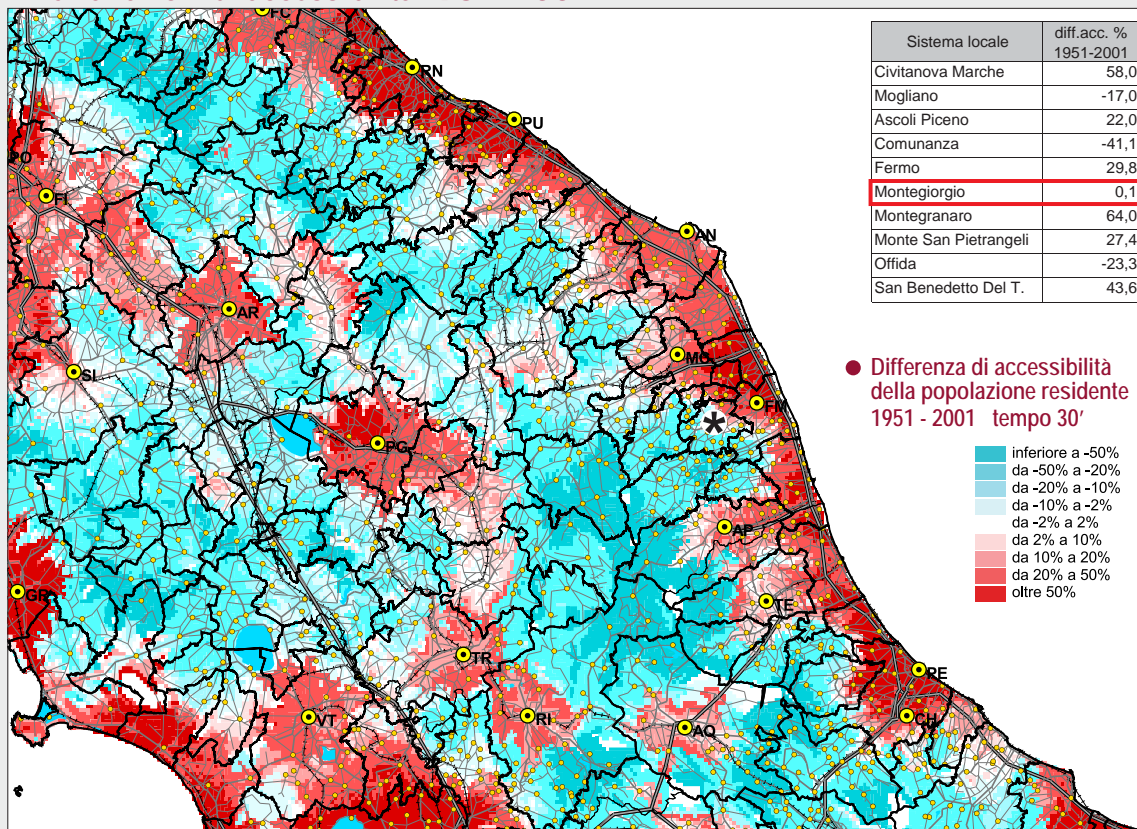 FC
RN
PU
PO
FI
AN
AR
MC
SI
FM
PG
AP
GR
TE
TR
PE
VT
RI
CH
AQ
*
Sistema locale diff.acc. %
1951-2001
Civitanova Marche 58,0
Mogliano -17,0
Ascoli Piceno 22,0
Comunanza -41,1
Fermo 29,8
Montegiorgio 0,1
Montegranaro 64,0
Monte San Pietrangeli 27,4
Offida -23,3
San Benedetto Del T. 43,6
● Differenza di accessibilità
della popolazione residente
1951 - 2001 tempo 30'
inferiore a -50%
da -50% a -20%
da -20% a -10%
da -10% a -2%
da -2% a 2%
da 2% a 10%
da 10% a 20%
da 20% a 50%
oltre 50%